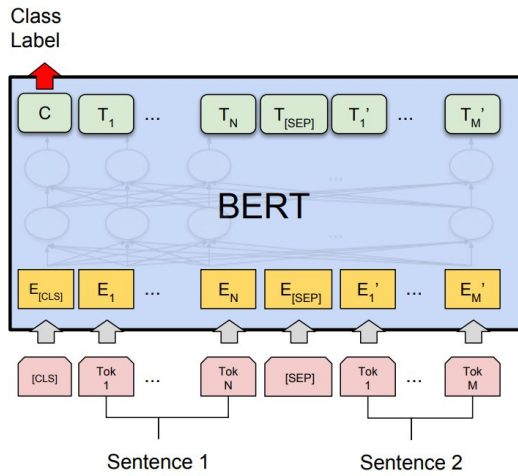 Class
Label
C T1 ... TN T[SEP] T1' ... TM'
...
BERT
...
E[CLS] E1 ... EN E[SEP] E1' ... EM'
[CLS] Tok 1 ... Tok N [SEP] Tok 1 ... Tok M
Sentence 1 Sentence 2